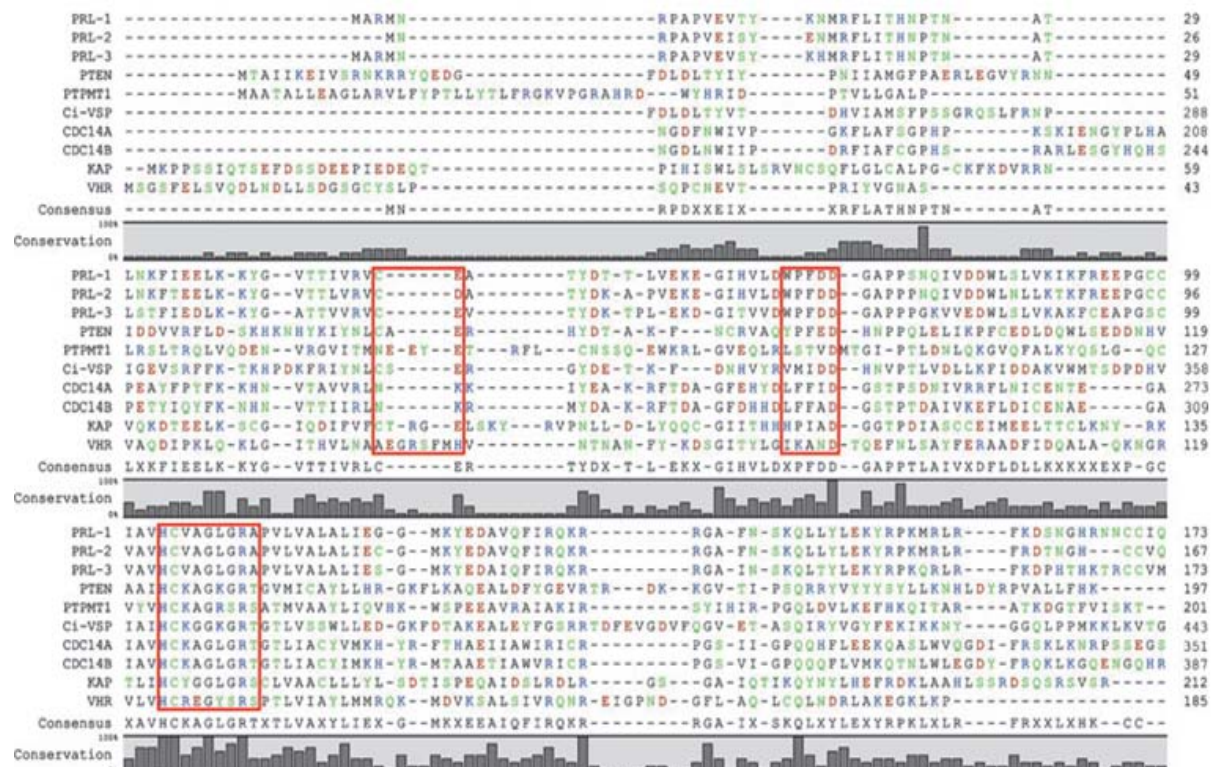 PRL-1 -------------------MARMN---------------------RPAPVEVTY----KNMRFLITHNPTN-------AT-------- 29
PRL-2 ----------------------MN---------------------RPAPVEISY----ENMRFLITHNPTN-------AT-------- 26
PRL-3 -------------------MARMN---------------------RPAPVEVSY----KHMRFLITHNPTN-------AT-------- 29
PTEN ---------MTAIIKEIVSRNKRRYQEDG--------------FDLDLTYIY------PNIIAMGFPAERLEGVYRNN-------- 49
PTPMT1 ---------MAATALLEAGLARVLFYPTLLYTLFRGKVPGRAHRD---WYHRID----PTVLLGALP------------------ 51
Ci-VSP -------------------------------------------FDLDLTYVT------DHVIAMSFPSSGRQSLFRNP-------- 288
CDC14A --------------------------------------------NGDFNWIVP-----GKFLAFSGPHP------KSKIENGYPLHA 208
CDC14B --------------------------------------------NGDLNWIIP-----DRFIAFCGPHS------RARLESGYHQHS 244
KAP --MKPPSSIQTSEFDSSDEEPIEDEQT-----------------PIHISWLSLSRVNCSQFLGLCALPG-CKFKDVRRN------- 59
VHR MSGSFELSVQDLNDLLSDGSGCYSLP------------------SQPCNEVT------PRIYVGNAS------------------ 43
Consensus ----------------------MN---------------------RPDXXEIX------XRFLATHNPTN-------AT--------
100%
Conservation
0%
PRL-1 LNKFIEELK-KYG--VTTIVRVC------EA-------TYDT-T-LVEKE-GIHVLDWPFDD--GAPPSNQIVDDWLSLVKIKFREEPGCC 99
PRL-2 LNKFTEELK-KYG--VTTLVRVC------DA-------TYDK-A-PVEKE-GIHVLDWPFDD--GAPPPNQIVDDWLNLLKTKFREEPGCC 96
PRL-3 LSTFIEDLK-KYG--VTTVVRVC------EV-------TYDK-TPL-EKD-GITVVDWPFDD--GAPPPGKVVEDWLSLVKAKFCEAPGSC 99
PTEN IDDVVRFLD-SKHKNHYKIYNLCA-----ER-------HYDT-A-K-F---NCRVAQYPFED--HNPPQLELIKPFCEDLDQWLSEDDNHV 119
PTPMT1 LRSLTRQLVQDEN--VRGVITMNE-EY--ET---RFL--CNSSQ-EWKRL-GVEQLRLSTVDMTGI-PTLDNLQKGVQFALKYQSLG--QC 127
Ci-VSP IGEVSRFFK-TKHPDKFRIYNLCS-----ER-------GYDE-T-K-F---DNHVYRVMIDD--HNVPTLVDLLKFIDDAKVWMTSDPDHV 358
CDC14A PEAYFPYFK-KHN--VTAVVRLN------KK-------IYEA-K-RFTDA-GFEHYDLFFID--GSTPSDNIVRRFLNICENTE----GA 273
CDC14B PETYIQYFK-NHN--VTTIIRLN------KR-------MYDA-K-RFTDA-GFDHHDLFFAD--GSTPTDAIVKEFLDICENAE----GA 309
KAP VQKDTEELK-SCG--IQDIFVFCT-RG--ELSKY---RVPNLL--D-LYQQC-GIITHHHPIAD--GGTPDIASCCEIMEELTTCLKNY--RK 135
VHR VAQDIPKLQ-KLG--ITHVLNAAEGRSFMHV-------NTNAN-FY-KDSGITYLGIKAND--TQEFNLSAYFERAADFIDQALA-QKNGR 119
Consensus LXKFIEELK-KYG--VTTIVRLC------ER-------TYDX-T-L-EKX-GIHVLDXPFDD--GAPPTLAIVXDFLDLLKXKXXEXP-GC
100%
Conservation
0%
PRL-1 IAVHCVAGLGRAPVLVALALIEG-G---MKYEDAVQFIRQKR---------RGA-FN-SKQLLYLEKYRPKMRLR----FKDSNGHRNNCCIQ 173
PRL-2 VAVHCVAGLGRAPVLVALALIEC-G---MKYEDAVQFIRQKR---------RGA-FN-SKQLLYLEKYRPKMRLR----FRDTNGH---CCVQ 167
PRL-3 VAVHCVAGLGRAPVLVALALIES-G---MKYEDAIQFIRQKR---------RGA-IN-SKQLTYLEKYRPKQRLR----FKDPHTHKTRCCVM 173
PTEN AAIHCKAGKGRTGVMICAYLLHR-GKFLKAQEALDFYGEVRTR---DK--KGV-TI-PSQRRYVYYYSYLLKNHLDYRPVALLFHK------ 197
PTPMT1 VYVHCKAGRSRSATMVAAYLIQVHK--WSPEEAVRAIAKIR-------SYIHIR-PGQLDVLKEFHKQITAR-----ATKDGTFVISKT-- 201
Ci-VSP IAIHCKGGKGRTGTLVSSWLLED-GKFDTAKEALEYFGSRRTDFEVGDVFQGV-ET-ASQIRYVGYFEKIKKNY----GGQLPPMKKLKVTG 443
CDC14A IAVHCKAGLGRTGTLIACYVMKHYR-FTHAEIIAWIRICR---------PGS-II-GPQQHFLEEKQASLWVQGDI-FRSKLKNRPSSEGS 351
CDC14B IAVHCKAGLGRTGTLIACYIMKHYR-MTAAETIAWVRICR---------PGS-VI-GPQQQFLVMKQTNLWLEGDY-FRQKLKGQENGQHR 387
KAP TLIHCYGGLGRSCLVAACLLLYL-SDTISPEQAIDSLRDLR--------GS---GA-IQTIKQYNYLHEFRDKLAAHLSSRDSQSRSVSR--- 212
VHR VLVHCREGYSRSPTLVIAYLMMRQK--MDVKSALSIVRQNR-EIGPND--GFL-AQ-LCQLNDRLAKEGKLKP------------------ 185
Consensus XAVHCKAGLGRTXTLVAXYLIEX-G---MKXEEAIQFIRQKR---------RGA-IX-SKQLXYLEXYRPKLXLR----FRXXLXHK-CC--
100%
Conservation